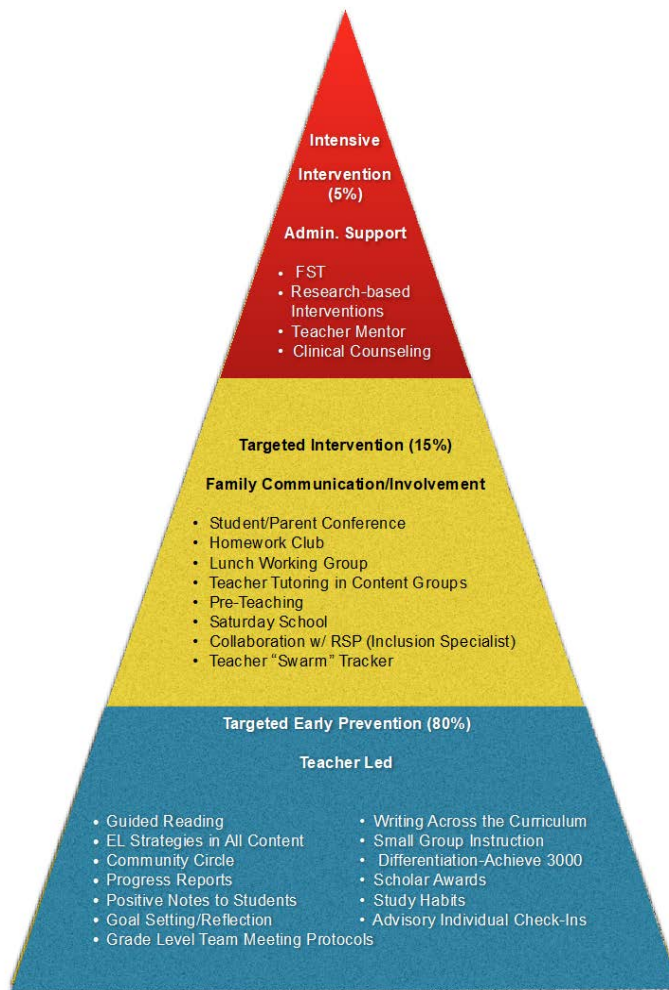 Intensive
Intervention
(5%)
Admin. Support
• FST
• Research-based
Interventions
• Teacher Mentor
• Clinical Counseling
Targeted Intervention (15%)
Family Communication/Involvement
• Student/Parent Conference
• Homework Club
• Lunch Working Group
• Teacher Tutoring in Content Groups
• Pre-Teaching
• Saturday School
• Collaboration w/ RSP (Inclusion Specialist)
• Teacher “Swarm” Tracker
Targeted Early Prevention (80%)
Teacher Led
• Guided Reading
• EL Strategies in All Content
• Community Circle
• Progress Reports
• Positive Notes to Students
• Goal Setting/Reflection
• Grade Level Team Meeting Protocols
• Writing Across the Curriculum
• Small Group Instruction
• Differentiation-Achieve 3000
• Scholar Awards
• Study Habits
• Advisory Individual Check-Ins